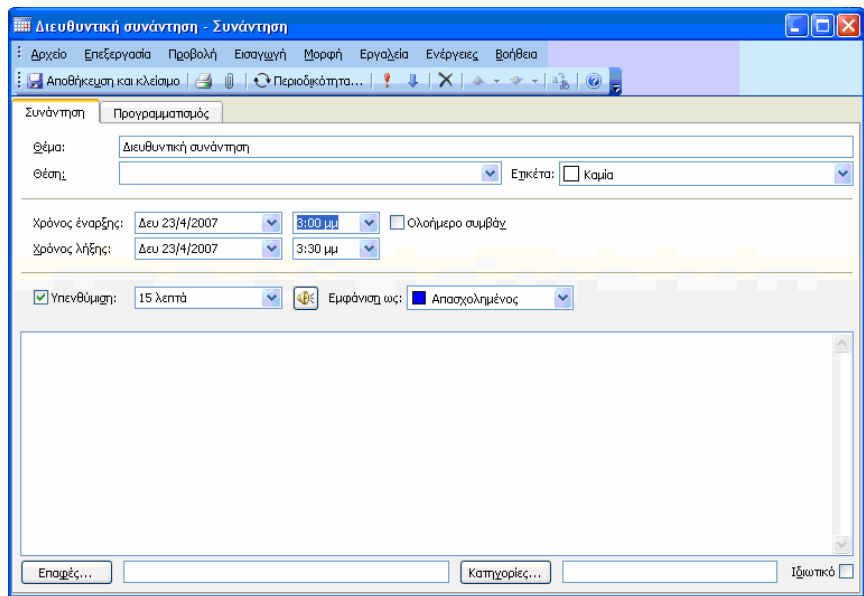 Διευθυντική συνάντηση - Συνάντηση
Αρχείο Επεξεργασία Προβολή Εισαγωγή Μορφή Εργαλεία Ενέργειες Βοήθεια
Αποθήκευση και κλείσιμο Περιοδικότητα...
Συνάντηση Προγραμματισμός
Θέμα: Διευθυντική συνάντηση
Θέση: Ετικέτα: Καμία
Χρόνος έναρξης: Δευ 23/4/2007 3:00 μμ Ολοήμερο συμβάν
Χρόνος λήξης: Δευ 23/4/2007 3:30 μμ
Υπενθύμιση: 15 λεπτά Εμφάνιση ως: Απασχολημένος
Επαφές... Κατηγορίες... Ιδιωτικό